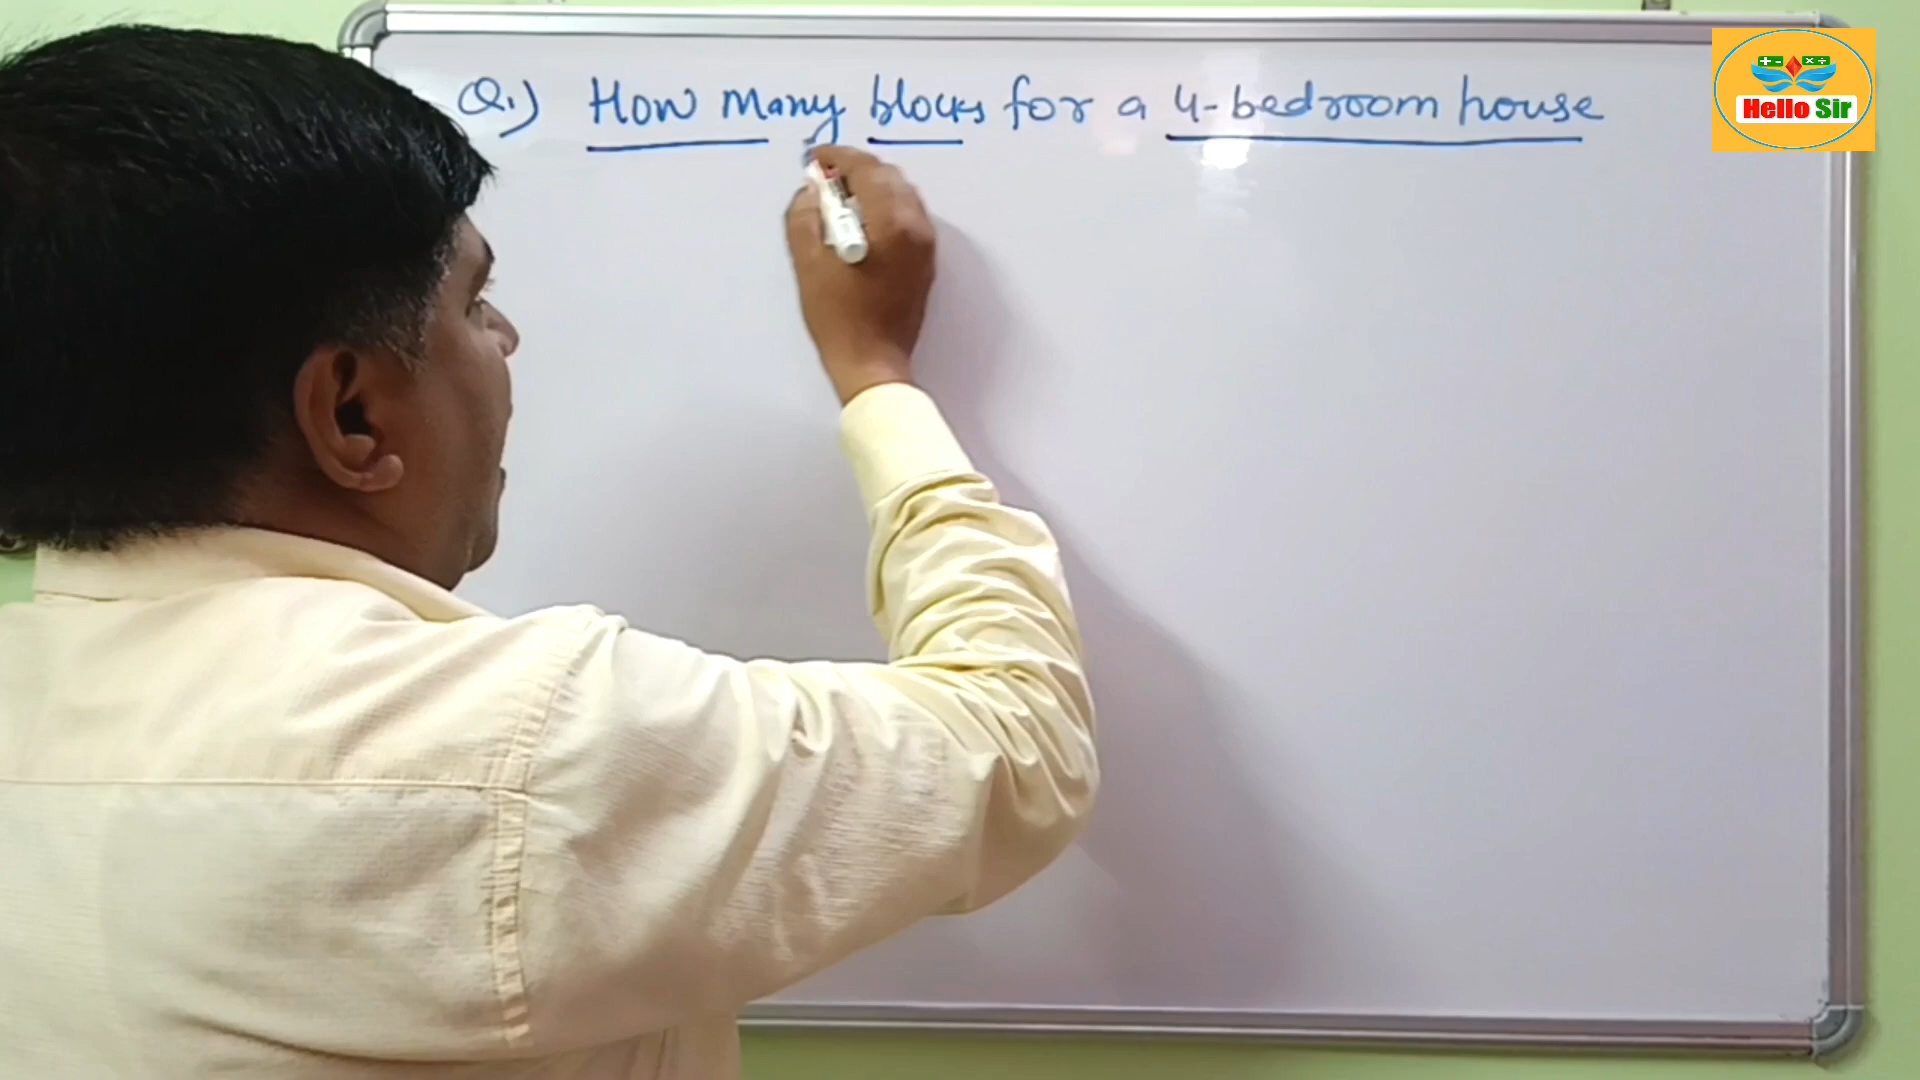 Q.) How many blocks for a 4-bedroom house
+ - × ÷
Hello Sir